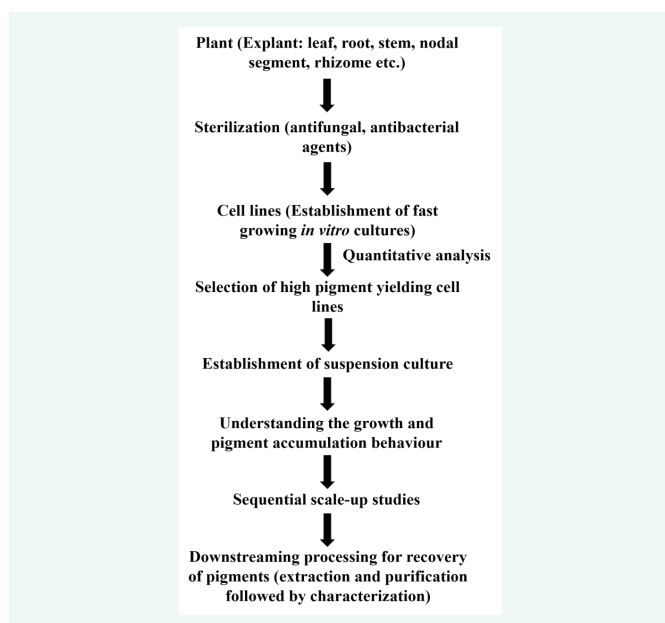 Plant (Explant: leaf, root, stem, nodal
segment, rhizome etc.)
Sterilization (antifungal, antibacterial
agents)
Cell lines (Establishment of fast
growing in vitro cultures)
Quantitative analysis
Selection of high pigment yielding cell
lines
Establishment of suspension culture
Understanding the growth and
pigment accumulation behaviour
Sequential scale-up studies
Downstreaming processing for recovery
of pigments (extraction and purification
followed by characterization)